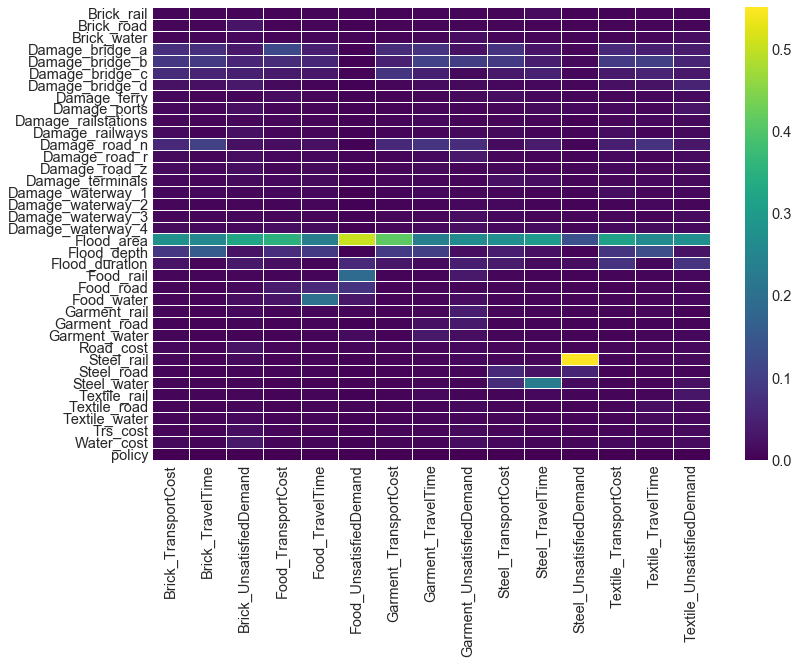 Brick_rail
Brick_road
Brick_water
Damage_bridge_a
Damage_bridge_b
Damage_bridge_c
Damage_bridge_d
Damage_ferry
Damage_ports
Damage_railstations
Damage_railways
Damage_road_n
Damage_road_r
Damage_road_z
Damage_terminals
Damage_waterway_1
Damage_waterway_2
Damage_waterway_3
Damage_waterway_4
Flood_area
Flood_depth
Flood_duration
Food_rail
Food_road
Food_water
Garment_rail
Garment_road
Garment_water
Road_cost
Steel_rail
Steel_road
Steel_water
Textile_rail
Textile_road
Textile_water
Trs_cost
Water_cost
policy
Brick_TransportCost
Brick_TravelTime
Brick_UnsatisfiedDemand
Food_TransportCost
Food_TravelTime
Food_UnsatisfiedDemand
Garment_TransportCost
Garment_TravelTime
Garment_UnsatisfiedDemand
Steel_TransportCost
Steel_TravelTime
Steel_UnsatisfiedDemand
Textile_TransportCost
Textile_TravelTime
Textile_UnsatisfiedDemand
0.5
0.4
0.3
0.2
0.1
0.0